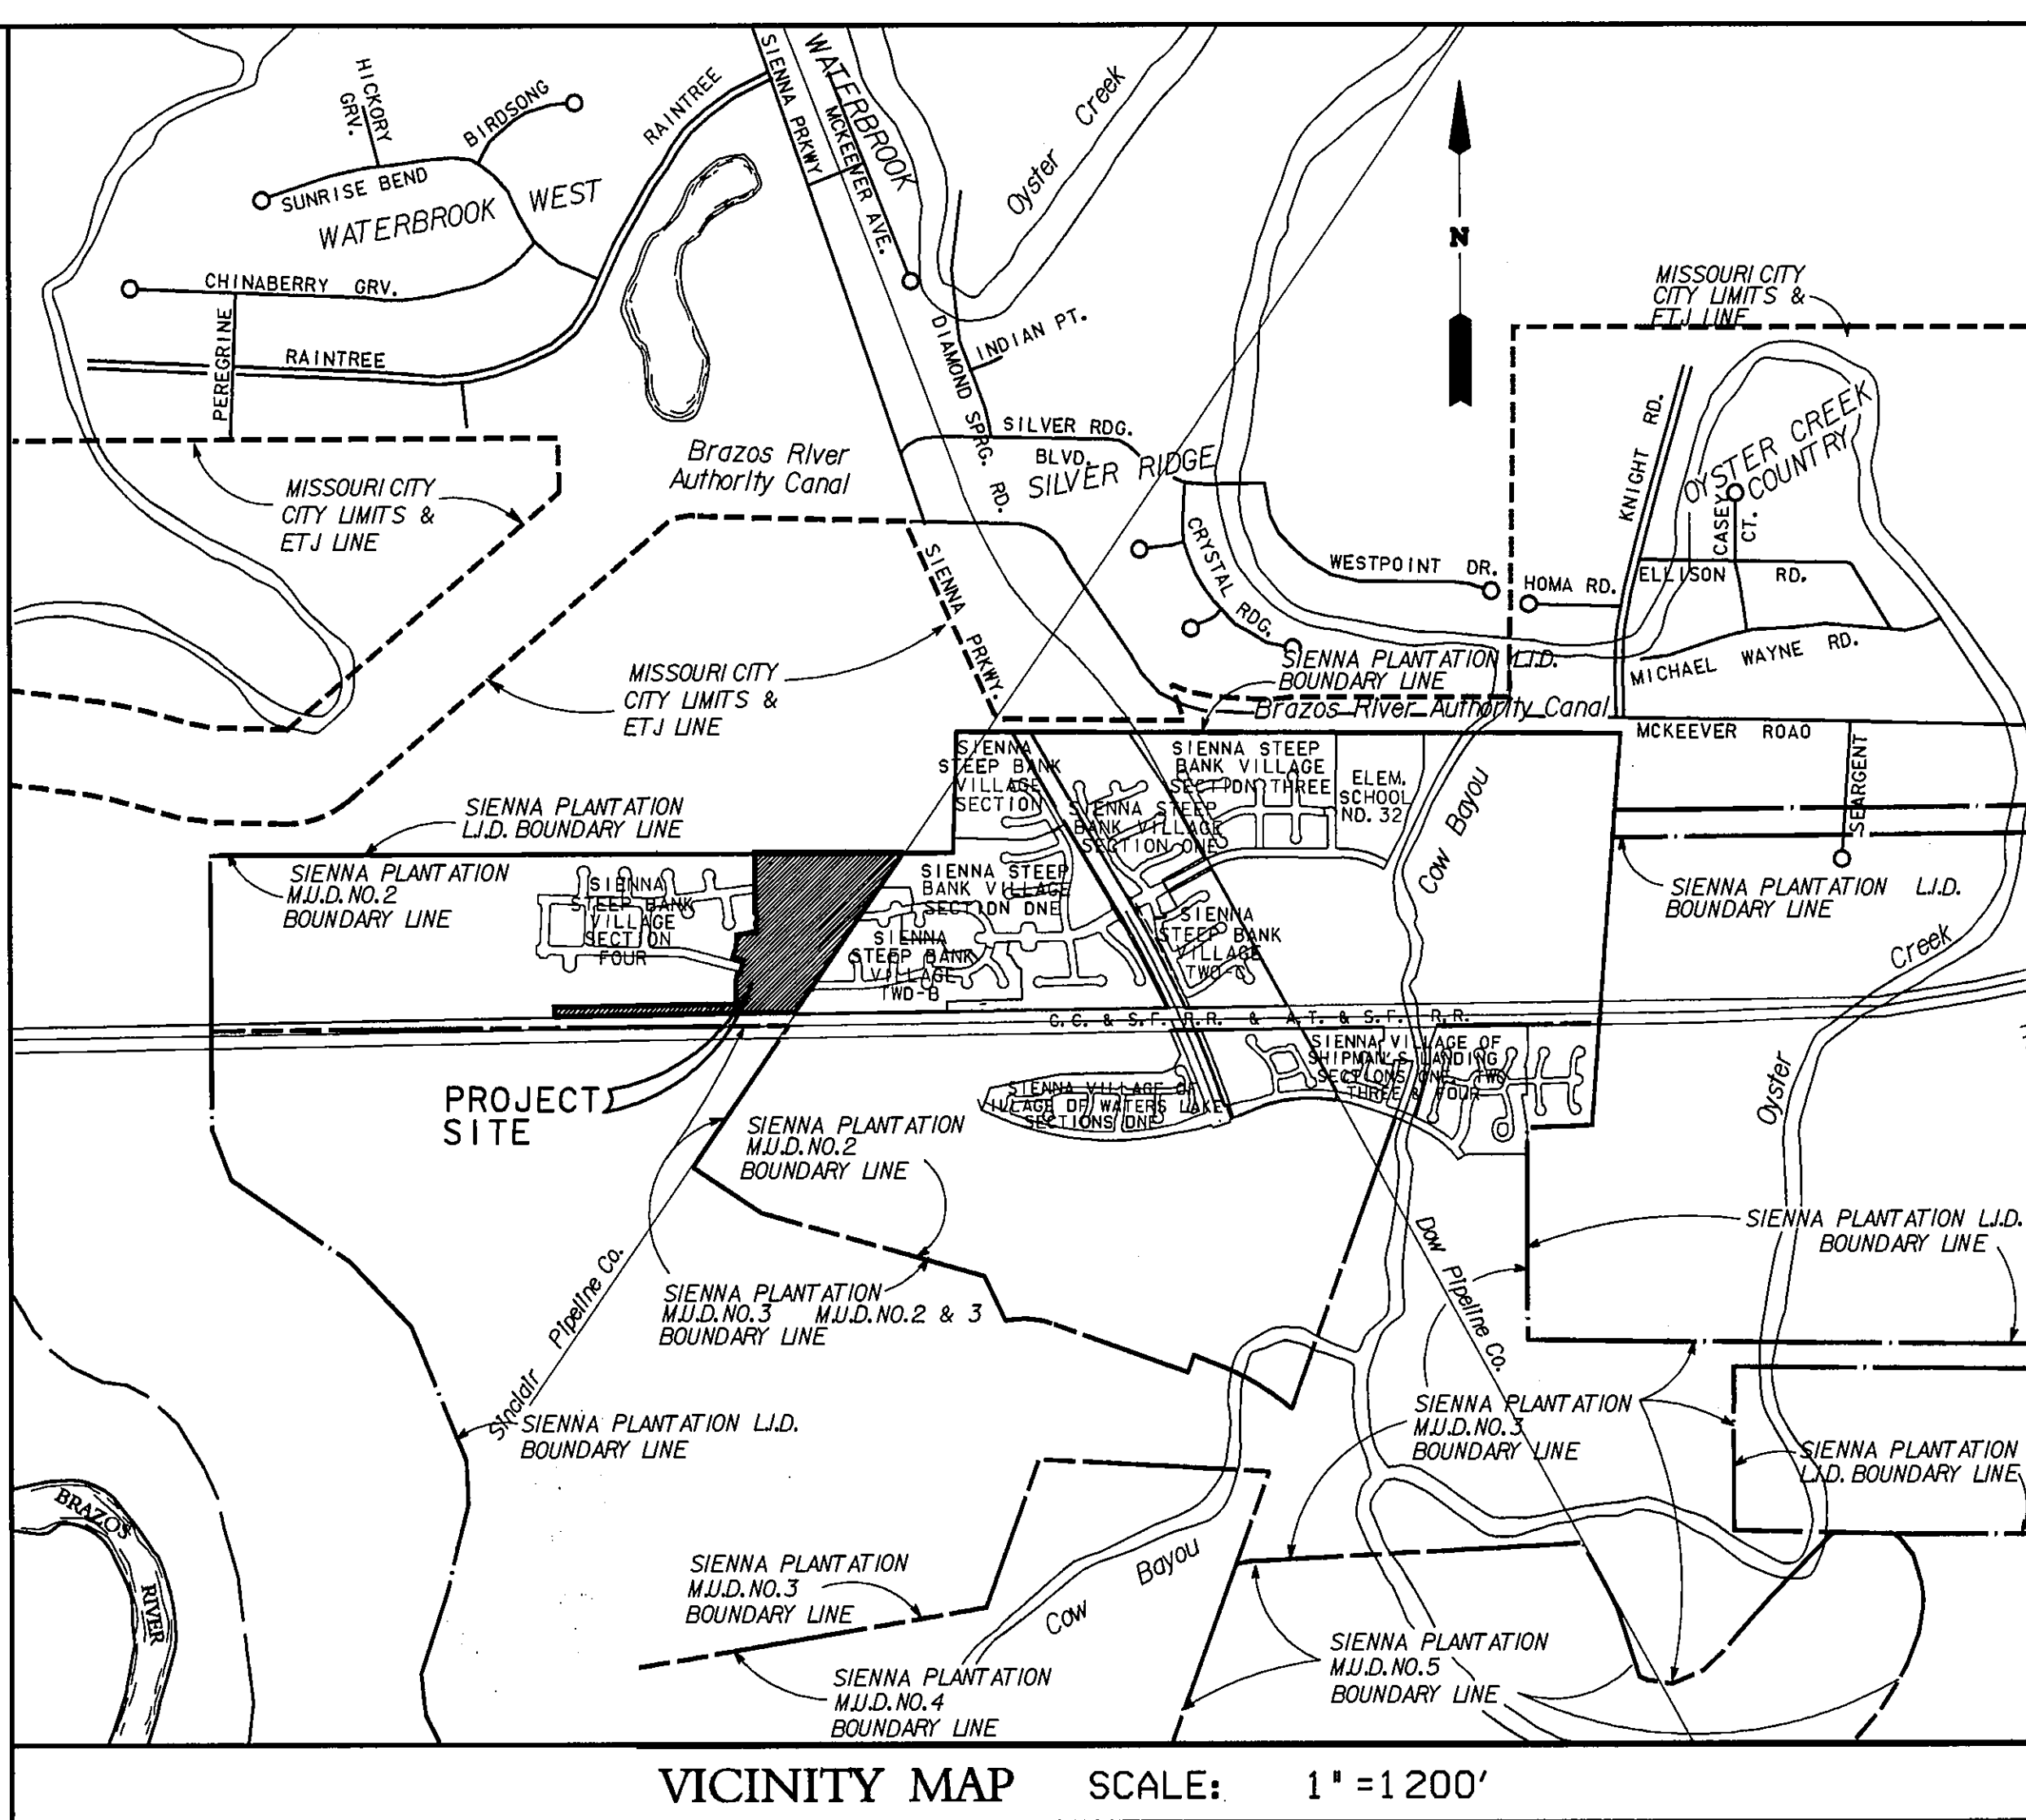 HICKORY
GRV.
BIRDSONG
RAINTREE
SIENNA PRKWY
WATERBROOK
MCKEEVER AVE.
Oyster Creek
SUNRISE BEND
WATERBROOK WEST
CHINABERRY GRV.
PEREGRINE
RAINTREE
N
MISSOURI CITY
CITY LIMITS &
ETJ LINE
DIAMOND SPRG. RD.
INDIAN PT.
SILVER RDG.
BLVD.
SILVER RIDGE
Brazos River
Authority Canal
MISSOURI CITY
CITY LIMITS &
ETJ LINE
KNIGHT RD.
OYSTER CREEK
COUNTRY
CASEY
CT.
CRYSTAL RDG.
WESTPOINT DR.
HOMA RD.
ELLISON RD.
MICHAEL WAYNE RD.
SIENNA PRKWY.
MISSOURI CITY
CITY LIMITS &
ETJ LINE
SIENNA PLANTATION L.I.D.
BOUNDARY LINE
Brazos River Authority Canal
MCKEEVER ROAD
SEARGENT
SIENNA PLANTATION
L.I.D. BOUNDARY LINE
SIENNA
STEEP BANK
VILLAGE
SECTION
SIENNA STEEP
BANK VILLAGE
SECTION THREE
ELEM.
SCHOOL
NO. 32
Cow Bayou
SIENNA STEEP
BANK VILLAGE
SECTION ONE
SIENNA PLANTATION
M.U.D. NO. 2
BOUNDARY LINE
SIENNA
STEEP BANK
VILLAGE
SECTION
FOUR
SIENNA STEEP
BANK VILLAGE
SECTION ONE
SIENNA
STEEP BANK
VILLAGE
TWO-B
SIENNA
STEEP BANK
VILLAGE
TWO-C
SIENNA PLANTATION L.I.D.
BOUNDARY LINE
Creek
Oyster
G.C. & S.F. R.R. & A.T. & S.F. R.R.
SIENNA VILLAGE OF
SHIPMAN'S LANDING
SECTIONS ONE, TWO
THREE & FOUR
SIENNA VILLAGE OF
VILLAGE OF WATERS LAKE
SECTIONS ONE
PROJECT
SITE
SIENNA PLANTATION
M.U.D. NO. 2
BOUNDARY LINE
SIENNA PLANTATION L.I.D.
BOUNDARY LINE
Sinclair Pipeline Co.
Dow Pipeline Co.
SIENNA PLANTATION
M.U.D. NO. 3 M.U.D. NO. 2 & 3
BOUNDARY LINE
SIENNA PLANTATION L.I.D.
BOUNDARY LINE
SIENNA PLANTATION
M.U.D. NO. 3
BOUNDARY LINE
SIENNA PLANTATION
L.I.D. BOUNDARY LINE
BRAZOS
RIVER
SIENNA PLANTATION
M.U.D. NO. 3
BOUNDARY LINE
Cow Bayou
SIENNA PLANTATION
M.U.D. NO. 4
BOUNDARY LINE
SIENNA PLANTATION
M.U.D. NO. 5
BOUNDARY LINE
VICINITY MAP SCALE: 1"=1200'